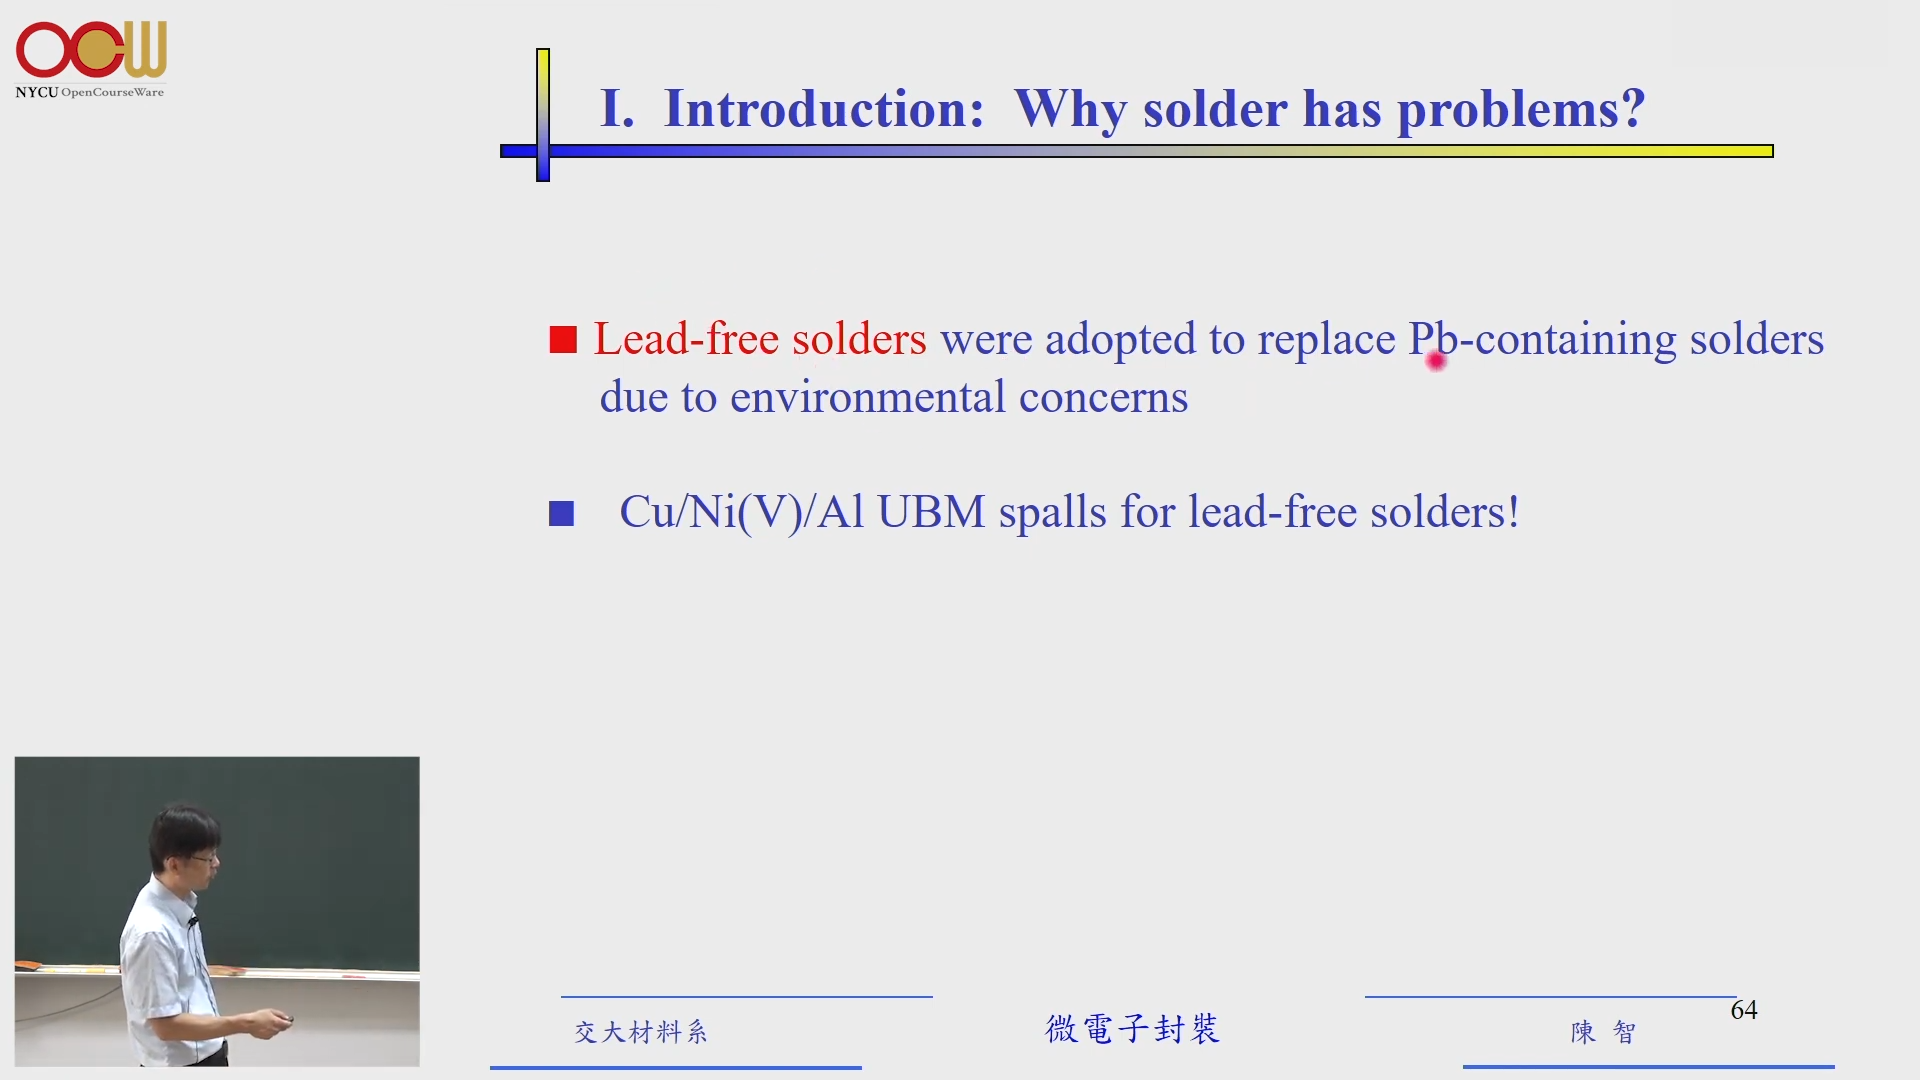 OCW
NYCU OpenCourseWare
I. Introduction: Why solder has problems?
Lead-free solders were adopted to replace Pb-containing solders
due to environmental concerns
Cu/Ni(V)/Al UBM spalls for lead-free solders!
交大材料系
微電子封裝
陳 智
64